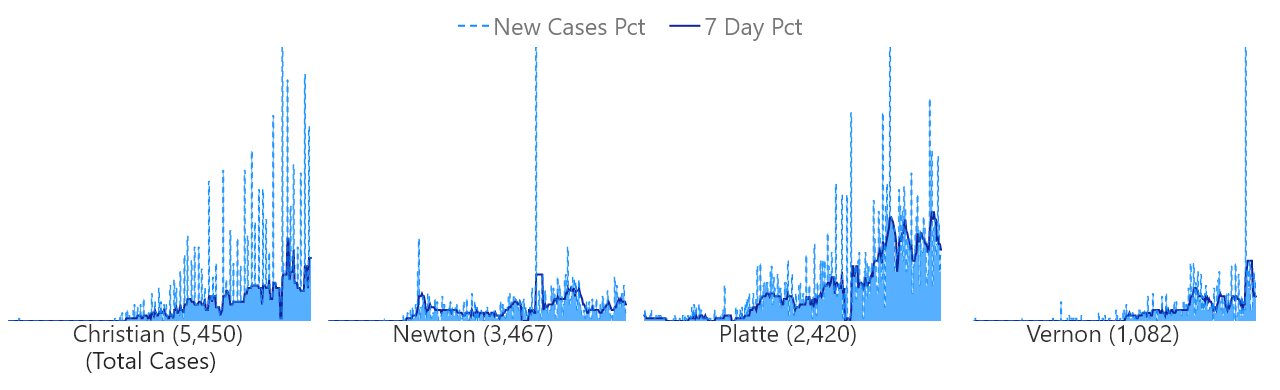 New Cases Pct 7 Day Pct
Christian (5,450) Newton (3,467) Platte (2,420) Vernon (1,082)
(Total Cases)